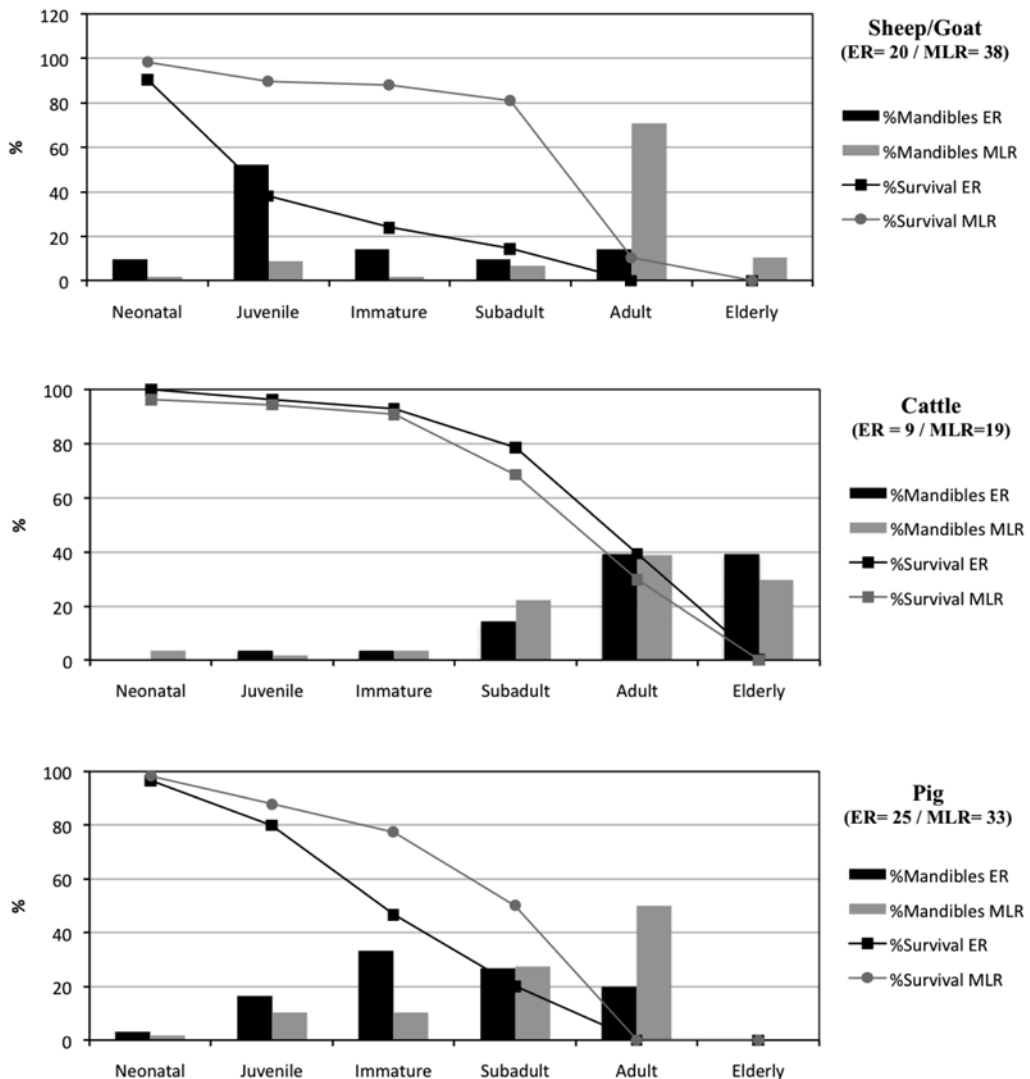 Sheep/Goat
(ER= 20 / MLR= 38)
120
100
80
60
40
20
0
%
Neonatal Juvenile Immature Subadult Adult Elderly
%Mandibles ER
%Mandibles MLR
%Survival ER
%Survival MLR
Cattle
(ER = 9 / MLR=19)
100
80
60
40
20
0
%
Neonatal Juvenile Immature Subadult Adult Elderly
%Mandibles ER
%Mandibles MLR
%Survival ER
%Survival MLR
Pig
(ER= 25 / MLR= 33)
100
80
60
40
20
0
%
Neonatal Juvenile Immature Subadult Adult Elderly
%Mandibles ER
%Mandibles MLR
%Survival ER
%Survival MLR